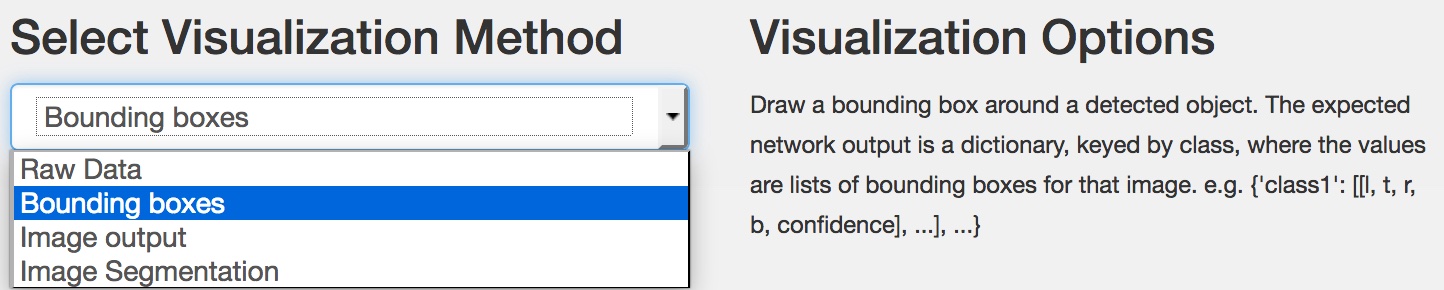 Select Visualization Method
Bounding boxes
Raw Data
Bounding boxes
Image output
Image Segmentation
Visualization Options
Draw a bounding box around a detected object. The expected
network output is a dictionary, keyed by class, where the values
are lists of bounding boxes for that image. e.g. {'class1': [[l, t, r,
b, confidence], ...], ...}